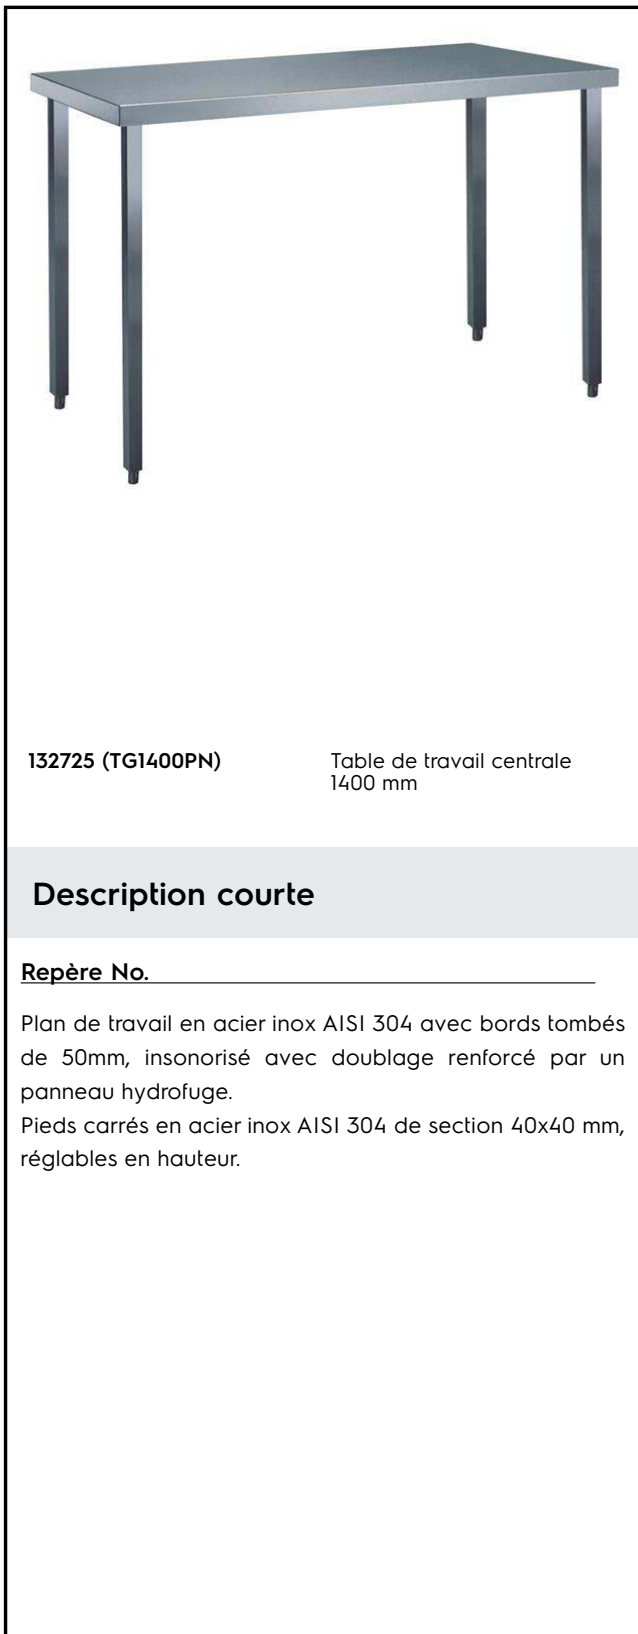 132725 (TG1400PN)
Table de travail centrale
1400 mm
Description courte
Repère No.
Plan de travail en acier inox AISI 304 avec bords tombés
de 50mm, insonorisé avec doublage renforcé par un
panneau hydrofuge.
Pieds carrés en acier inox AISI 304 de section 40x40 mm,
réglables en hauteur.